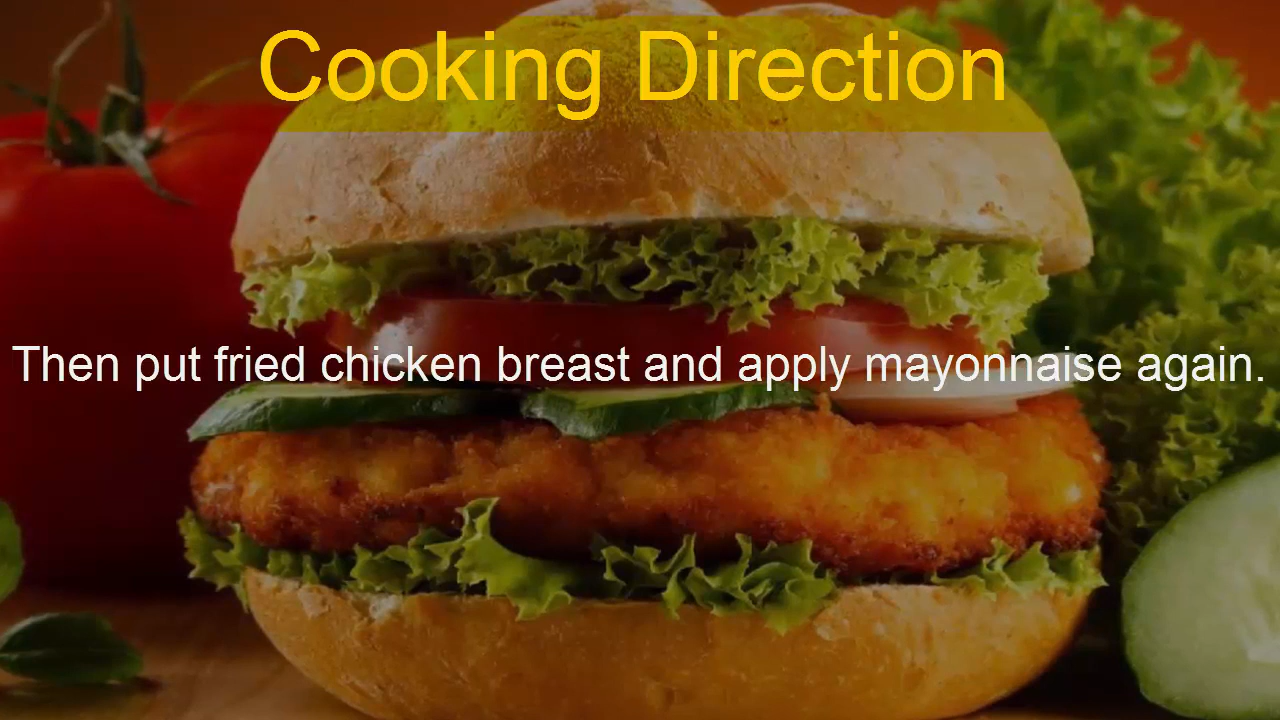 Cooking Direction
Then put fried chicken breast and apply mayonnaise again.